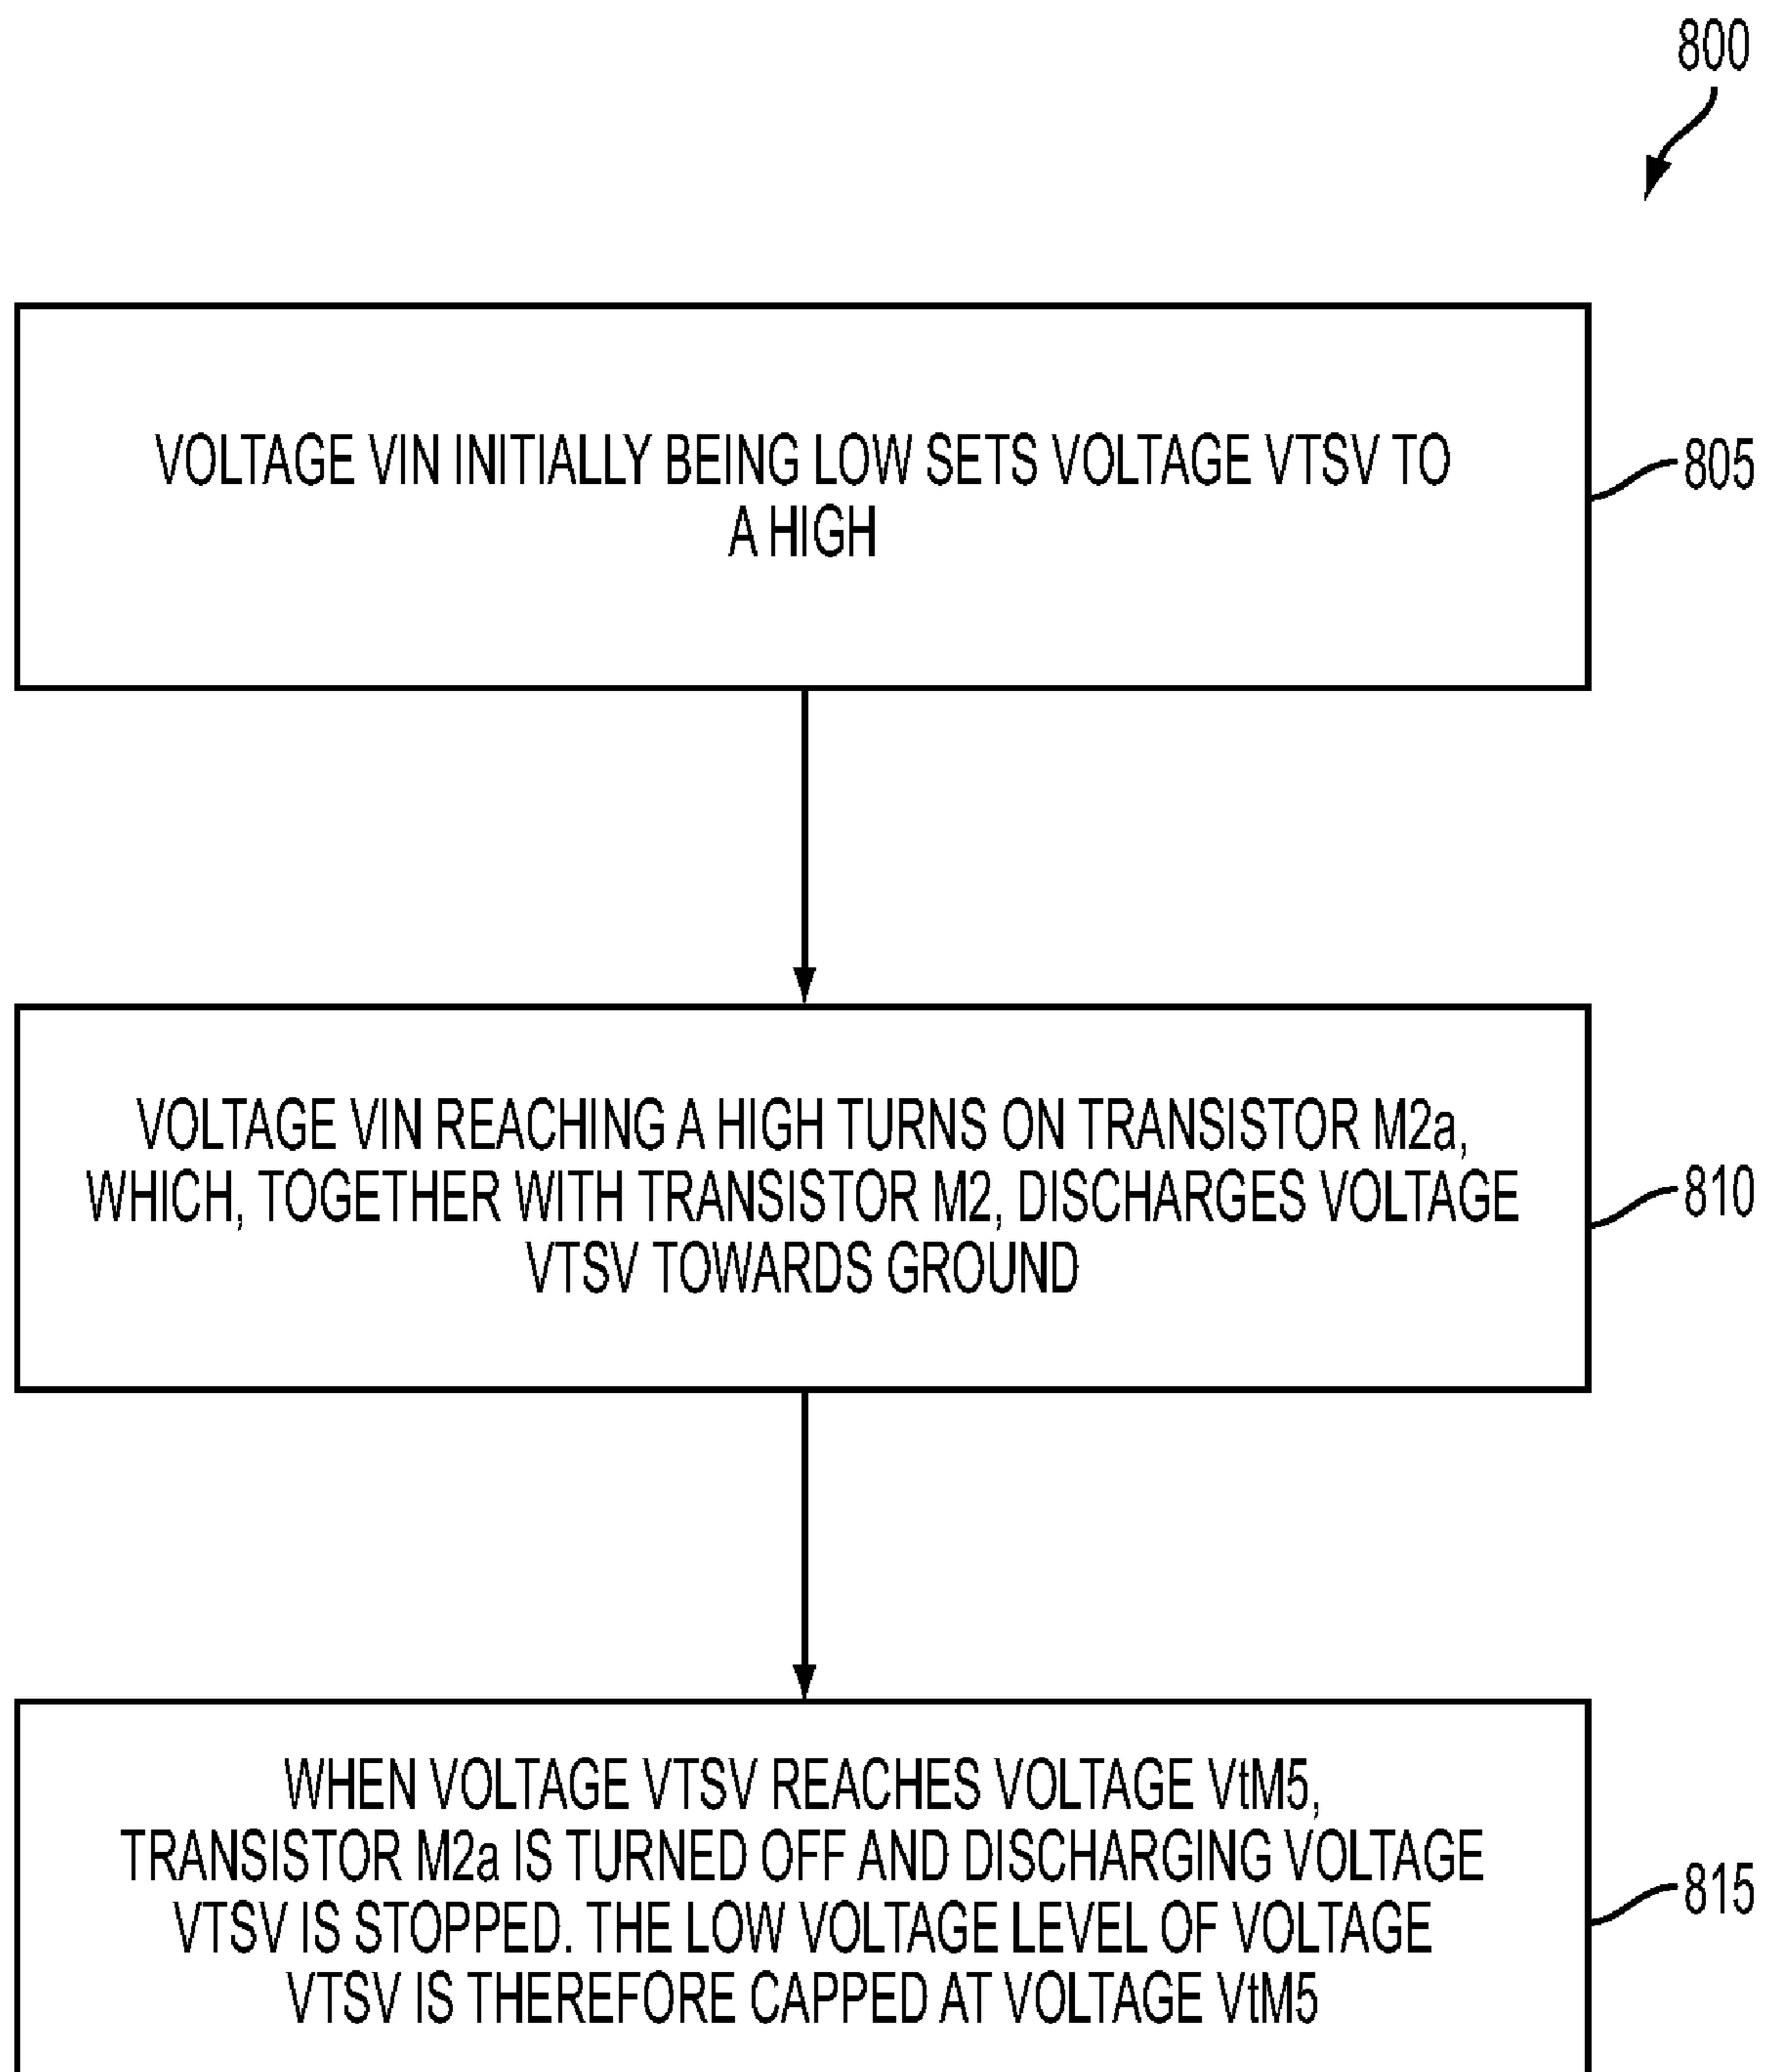 800
VOLTAGE VIN INITIALLY BEING LOW SETS VOLTAGE VTSV TO
A HIGH
805
VOLTAGE VIN REACHING A HIGH TURNS ON TRANSISTOR M2a,
WHICH, TOGETHER WITH TRANSISTOR M2, DISCHARGES VOLTAGE
VTSV TOWARDS GROUND
810
WHEN VOLTAGE VTSV REACHES VOLTAGE VtM5,
TRANSISTOR M2a IS TURNED OFF AND DISCHARGING VOLTAGE
VTSV IS STOPPED. THE LOW VOLTAGE LEVEL OF VOLTAGE
VTSV IS THEREFORE CAPPED AT VOLTAGE VtM5
815